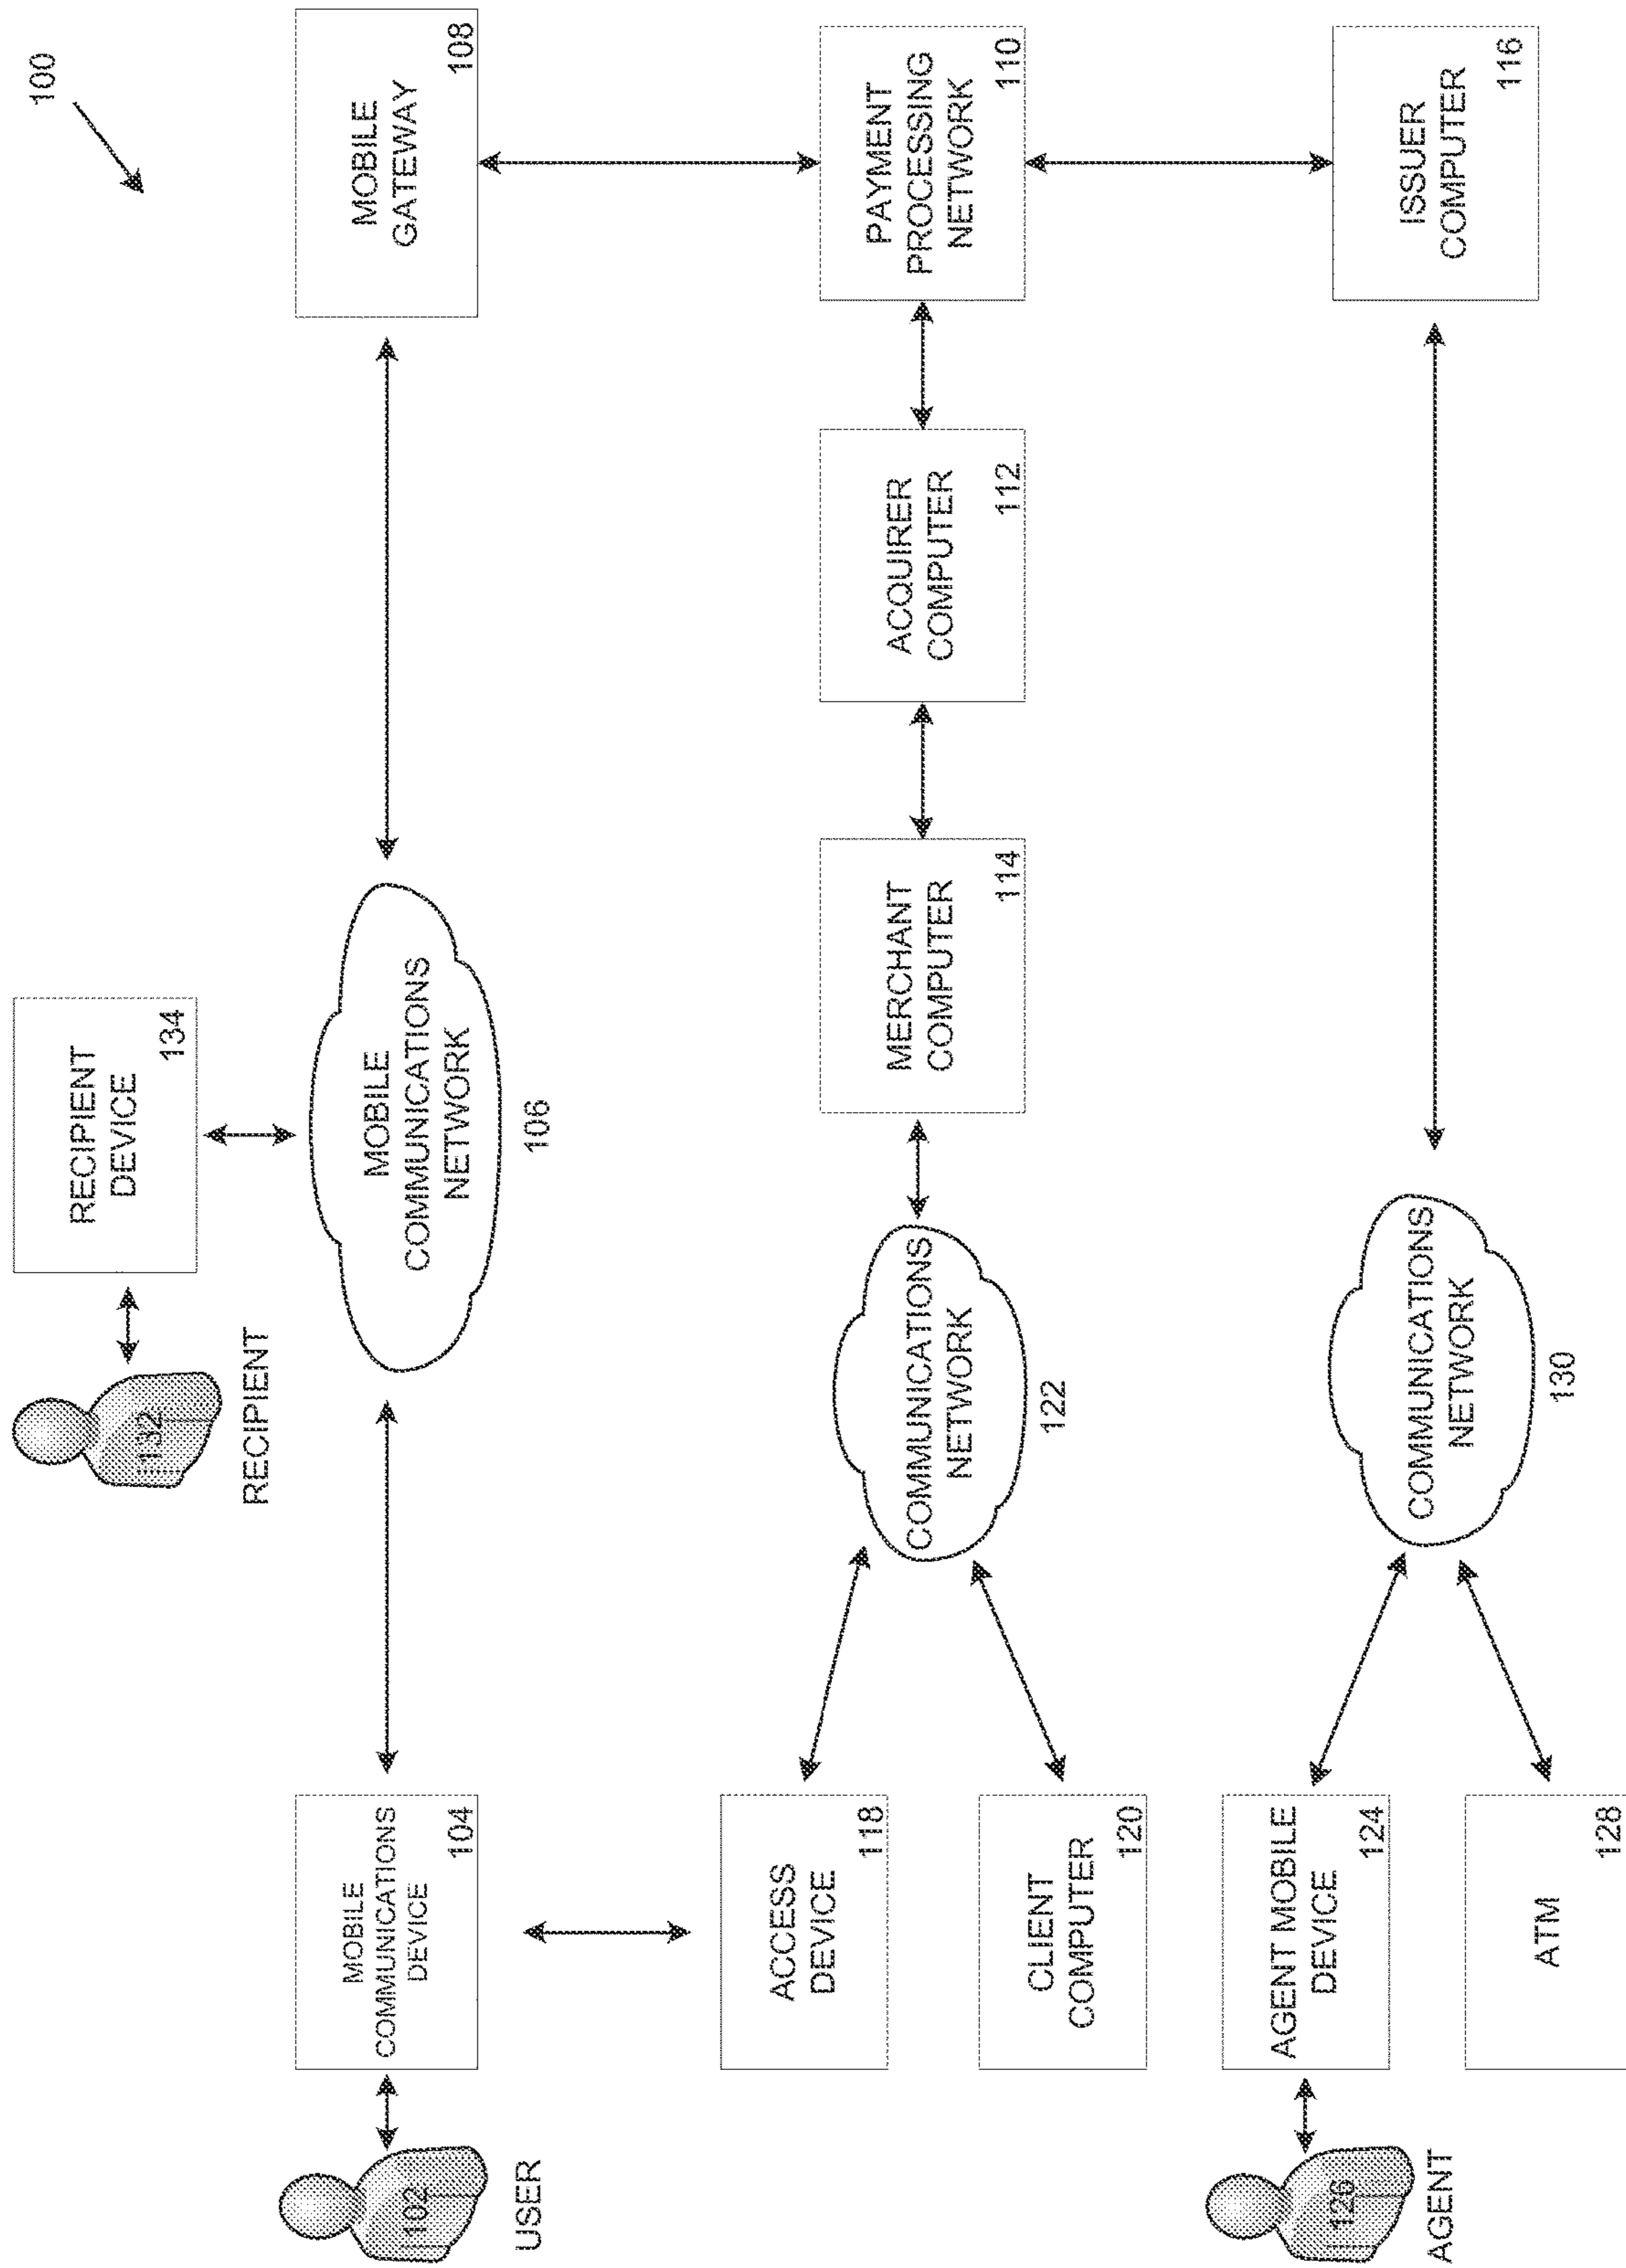 100
132
RECIPIENT
RECIPIENT
DEVICE
134
102
USER
MOBILE
COMMUNICATIONS
DEVICE
104
MOBILE
COMMUNICATIONS
NETWORK
106
MOBILE
GATEWAY
108
ACCESS
DEVICE
118
CLIENT
COMPUTER
120
COMMUNICATIONS
NETWORK
122
MERCHANT
COMPUTER
114
ACQUIRER
COMPUTER
112
PAYMENT
PROCESSING
NETWORK
110
126
AGENT
AGENT MOBILE
DEVICE
124
ATM
128
COMMUNICATIONS
NETWORK
130
ISSUER
COMPUTER
116